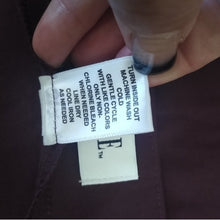 TURN INSIDE OUT
MACHINE WASH
COLD
GENTLE CYCLE
WITH LIKE COLORS
ONLY NON-
CHLORINE BLEACH
WHEN NEEDED
LINE DRY
COOL IRON
AS NEEDED
TM